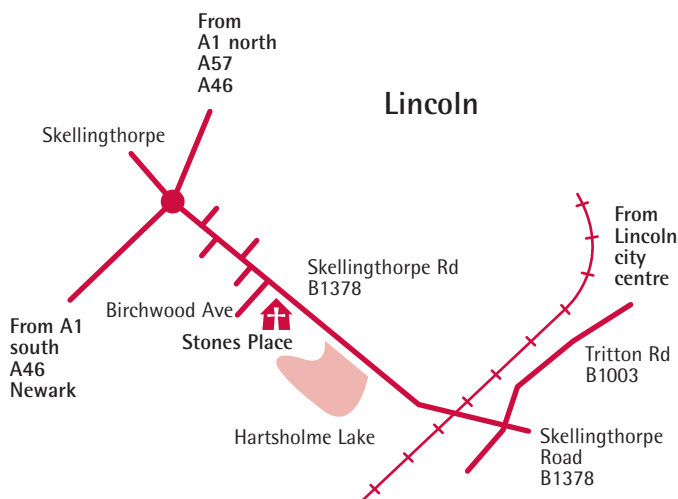 From
A1 north
A57
A46
Lincoln
Skellingthorpe
From
Lincoln
city
centre
Skellingthorpe Rd
B1378
Birchwood Ave
Stones Place
From A1
south
A46
Newark
Tritton Rd
B1003
Hartsholme Lake
Skellingthorpe
Road
B1378